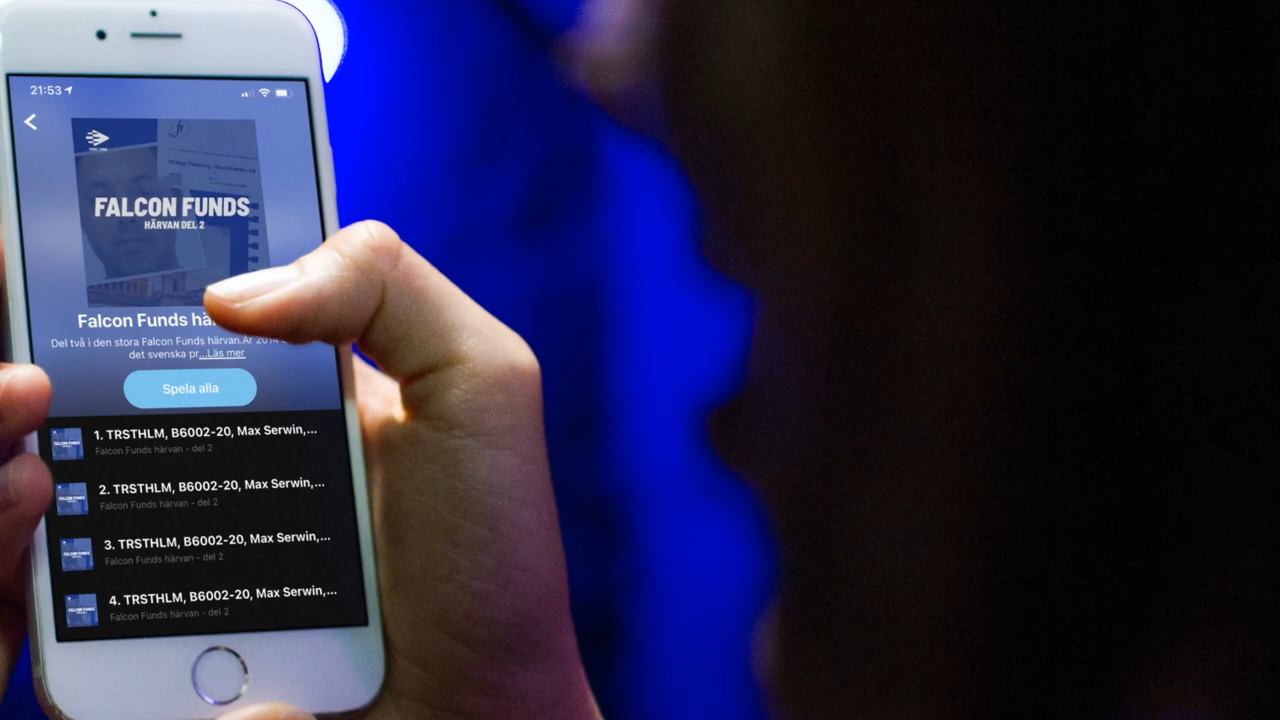 21:53
FALCON FUNDS
HÄRVAN DEL 2
Falcon Funds hä
Del två i den stora Falcon Funds härvan.År 2014
det svenska pr...Läs mer
Spela alla
1. TRSTHLM, B6002-20, Max Serwin,...
Falcon Funds härvan - del 2
2. TRSTHLM, B6002-20, Max Serwin,...
Falcon Funds härvan - del 2
3. TRSTHLM, B6002-20, Max Serwin,...
Falcon Funds härvan - del 2
4. TRSTHLM, B6002-20, Max Serwin,...
Falcon Funds härvan - del 2